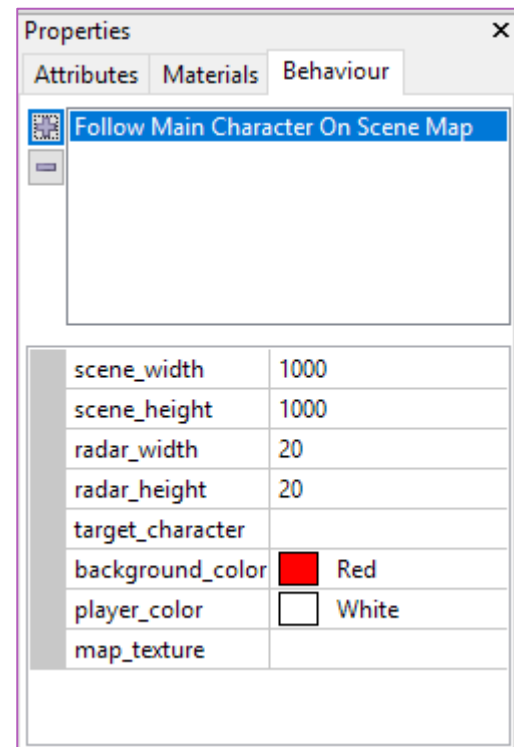 Properties
Attributes Materials Behaviour
Follow Main Character On Scene Map
scene_width 1000
scene_height 1000
radar_width 20
radar_height 20
target_character
background_color Red
player_color White
map_texture